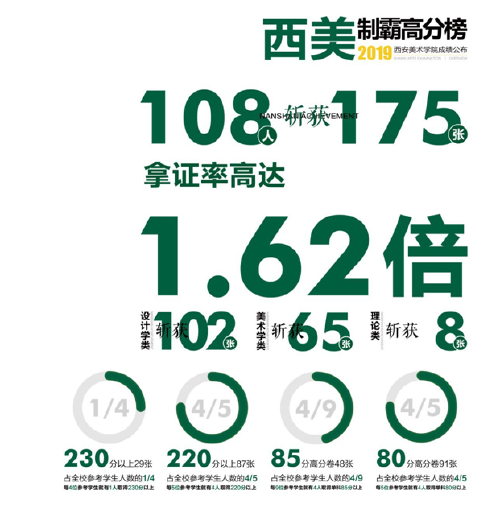 西美 制霸高分榜
2019 西安美术学院成绩公布
108人 斩获 175张
拿证率高达
1.62倍
设计学类 斩获 102张
美术学类 斩获 65张
理论类 斩获 8张
1/4
4/5
4/9
4/5
230分以上29张
占全校参考学生人数的1/4
每4位参考学生就有1人取得230分以上
220分以上87张
占全校参考学生人数的4/5
每5位参考学生就有4人取得220分以上
85分高分卷48张
占全校参考学生人数的4/9
每9位参考学生就有4人取得单科85分以上
80分高分卷91张
占全校参考学生人数的4/5
每5位参考学生就有4人取得单科80分以上